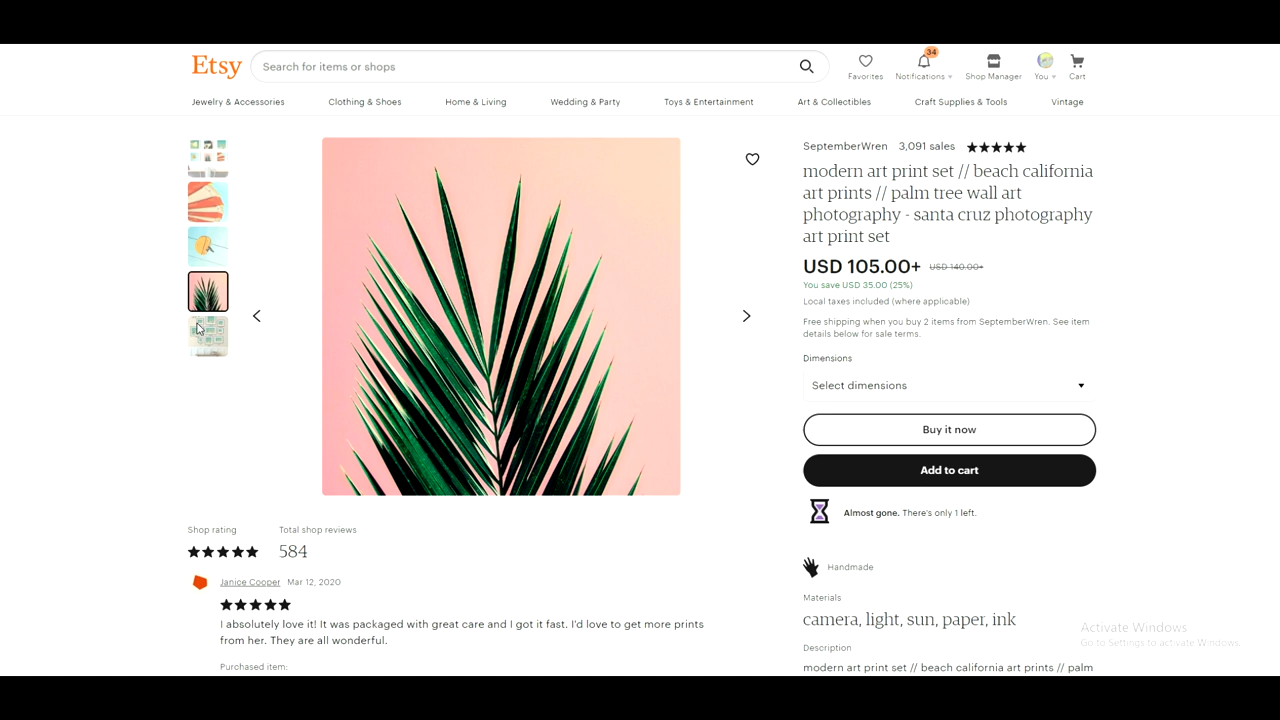 Etsy
Search for items or shops
34
Favorites
Notifications
Shop Manager
You
Cart
Jewelry & Accessories
Clothing & Shoes
Home & Living
Wedding & Party
Toys & Entertainment
Art & Collectibles
Craft Supplies & Tools
Vintage
SeptemberWren 3,091 sales
modern art print set // beach california
art prints // palm tree wall art
photography - santa cruz photography
art print set
USD 105.00+ USD 140.00+
You save USD 35.00 (25%)
Local taxes included (where applicable)
Free shipping when you buy 2 items from SeptemberWren. See item
details below for sale terms.
Dimensions
Select dimensions
Buy it now
Add to cart
Almost gone. There's only 1 left.
Handmade
Materials
camera, light, sun, paper, ink
Description
modern art print set // beach california art prints // palm
Shop rating
Total shop reviews
584
Janice Cooper Mar 12, 2020
I absolutely love it! It was packaged with great care and I got it fast. I'd love to get more prints
from her. They are all wonderful.
Purchased item:
Activate Windows
Go to Settings to activate Windows.